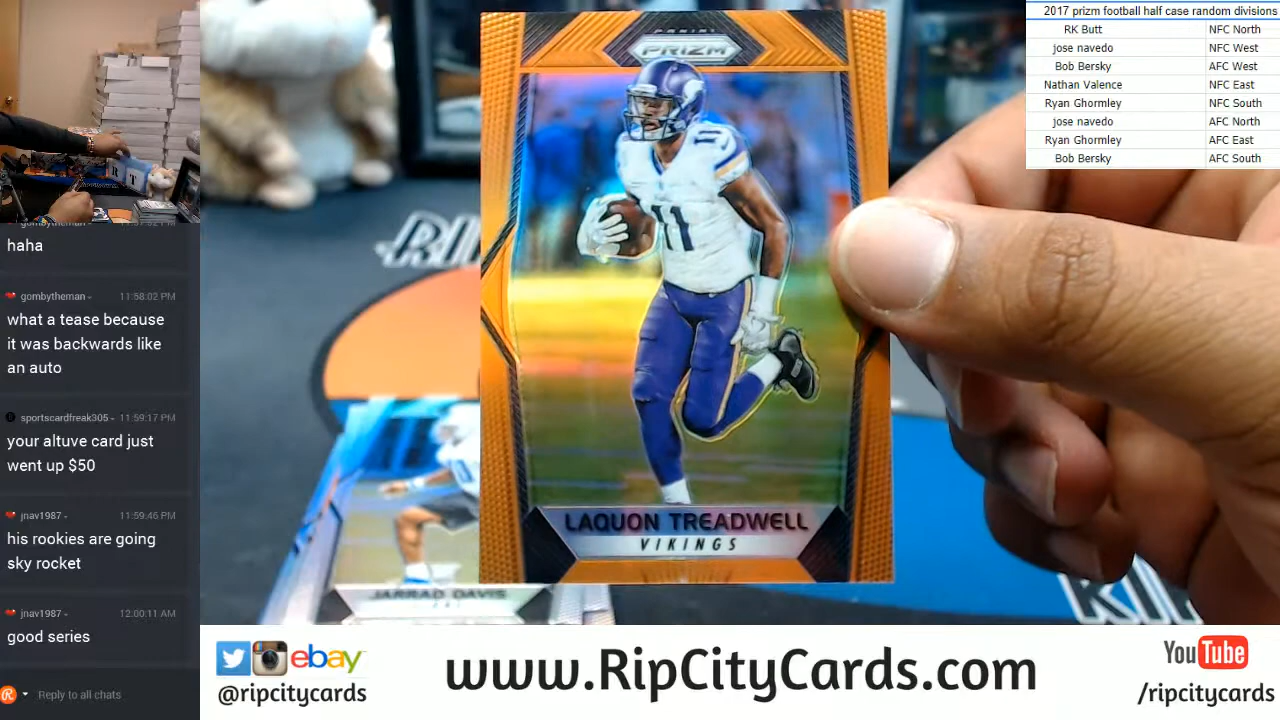 2017 prizm football half case random divisions
RK Butt NFC North
jose navedo NFC West
Bob Bersky AFC West
Nathan Valence NFC East
Ryan Ghormley NFC South
jose navedo AFC North
Ryan Ghormley AFC East
Bob Bersky AFC South
haha
gombytheman 11:58:02 PM
what a tease because
it was backwards like
an auto
sportscardfreak305 11:59:17 PM
your altuve card just
went up $50
jnav1987 11:59:46 PM
his rookies are going
sky rocket
jnav1987 12:00:11 AM
good series
Reply to all chats
PANINI
PRIZM
11
11
LAQUON TREADWELL
VIKINGS
JARRAD DAVIS
RI
RIP
R T
ebay
@ripcitycards
www.RipCityCards.com
YouTube
/ripcitycards